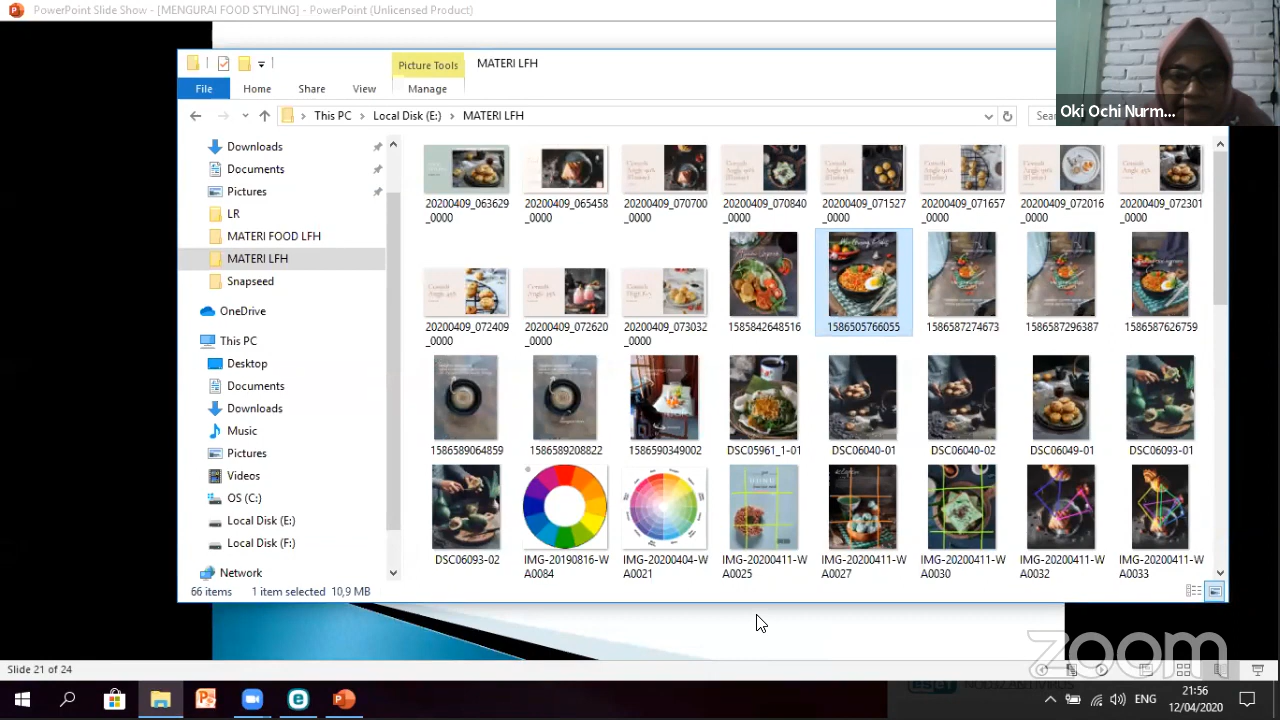 PowerPoint Slide Show - [MENGURAI FOOD STYLING] - PowerPoint (Unlicensed Product)
Picture Tools
MATERI LFH
File
Home
Share
View
Manage
This PC
Local Disk (E:)
MATERI LFH
Sea
Oki Ochi Nurm...
Downloads
Documents
Pictures
LR
MATERI FOOD LFH
MATERI LFH
Snapseed
OneDrive
This PC
Desktop
Documents
Downloads
Music
Pictures
Videos
OS (C:)
Local Disk (E:)
Local Disk (F:)
Network
20200409_063629_0000
20200409_065458_0000
20200409_070700_0000
20200409_070840_0000
20200409_071527_0000
20200409_071657_0000
20200409_072016_0000
20200409_072301_0000
20200409_072409_0000
20200409_072620_0000
20200409_073032_0000
1585842648516
1586505766055
1586587274673
1586587296387
1586587626759
1586589064859
1586589208822
1586590349002
DSC05961_1-01
DSC06040-01
DSC06040-02
DSC06049-01
DSC06093-01
DSC06093-02
IMG-20190816-WA0084
IMG-20200404-WA0021
IMG-20200411-WA0025
IMG-20200411-WA0027
IMG-20200411-WA0030
IMG-20200411-WA0032
IMG-20200411-WA0033
66 items
1 item selected 10,9 MB
zoom
Slide 21 of 24
ENG
21:56
12/04/2020